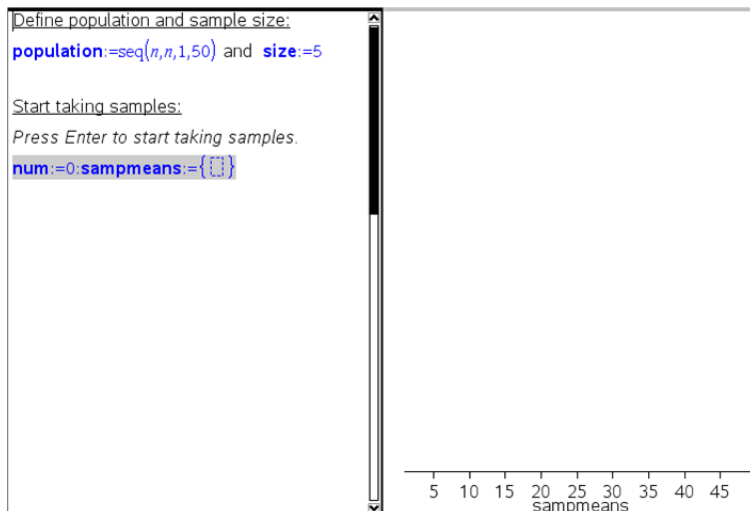 Define population and sample size:
population:=seq(n,n,1,50) and size:=5
Start taking samples:
Press Enter to start taking samples.
num:=0:sampmeans:={}
5 10 15 20 25 30 35 40 45
sampmeans